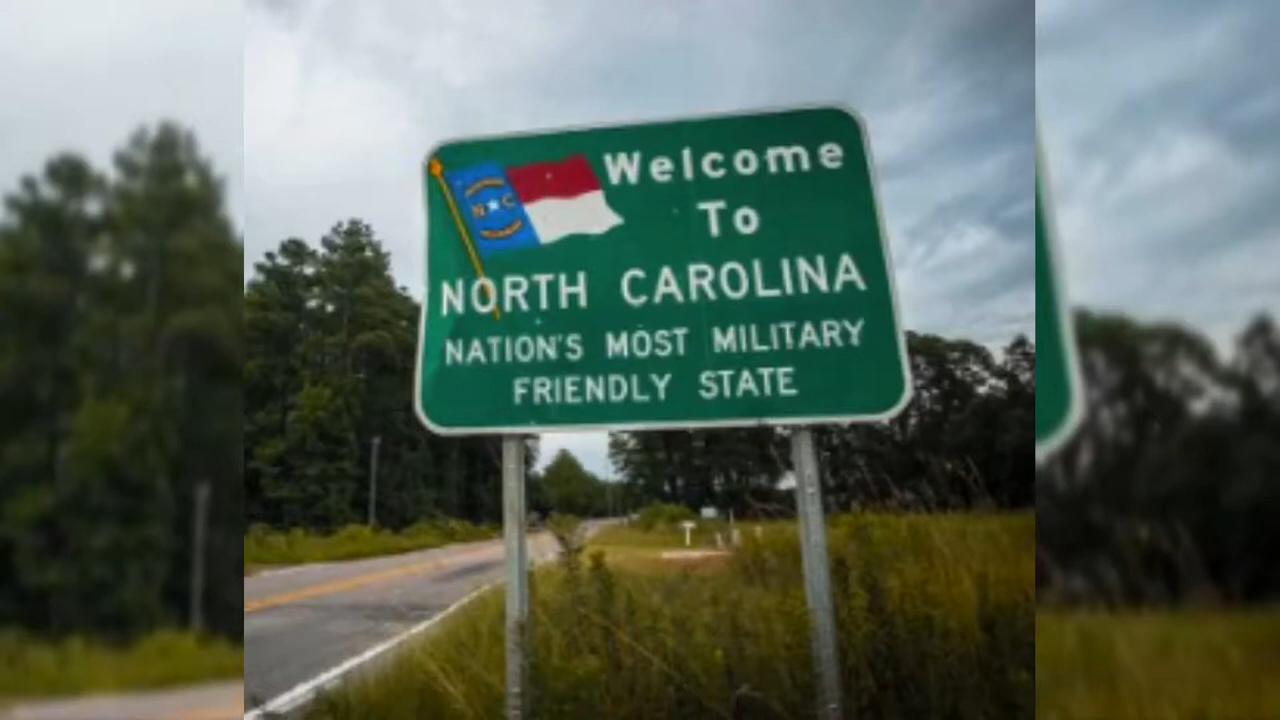 Welcome
To
NORTH CAROLINA
NATION'S MOST MILITARY
FRIENDLY STATE
N C